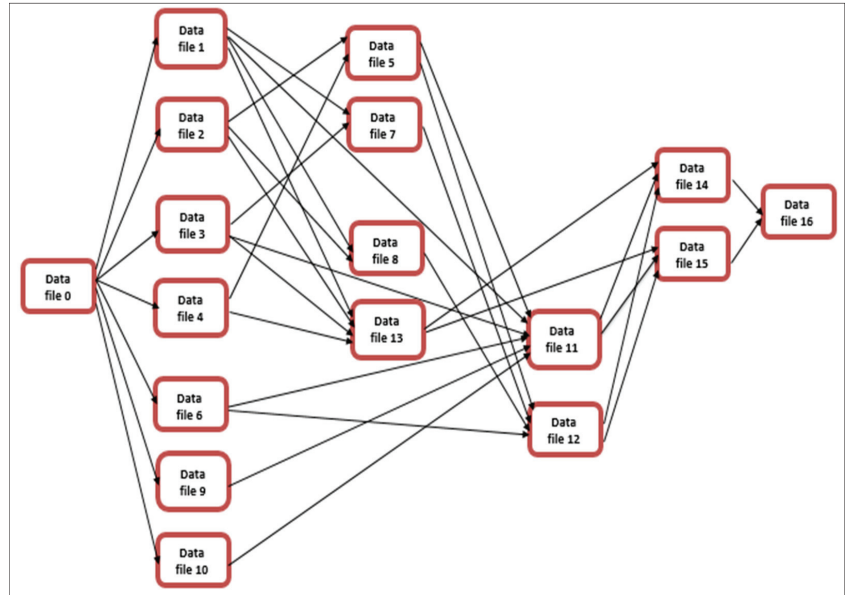 Data
file 0
Data
file 1
Data
file 2
Data
file 3
Data
file 4
Data
file 6
Data
file 9
Data
file 10
Data
file 5
Data
file 7
Data
file 8
Data
file 13
Data
file 11
Data
file 12
Data
file 14
Data
file 15
Data
file 16